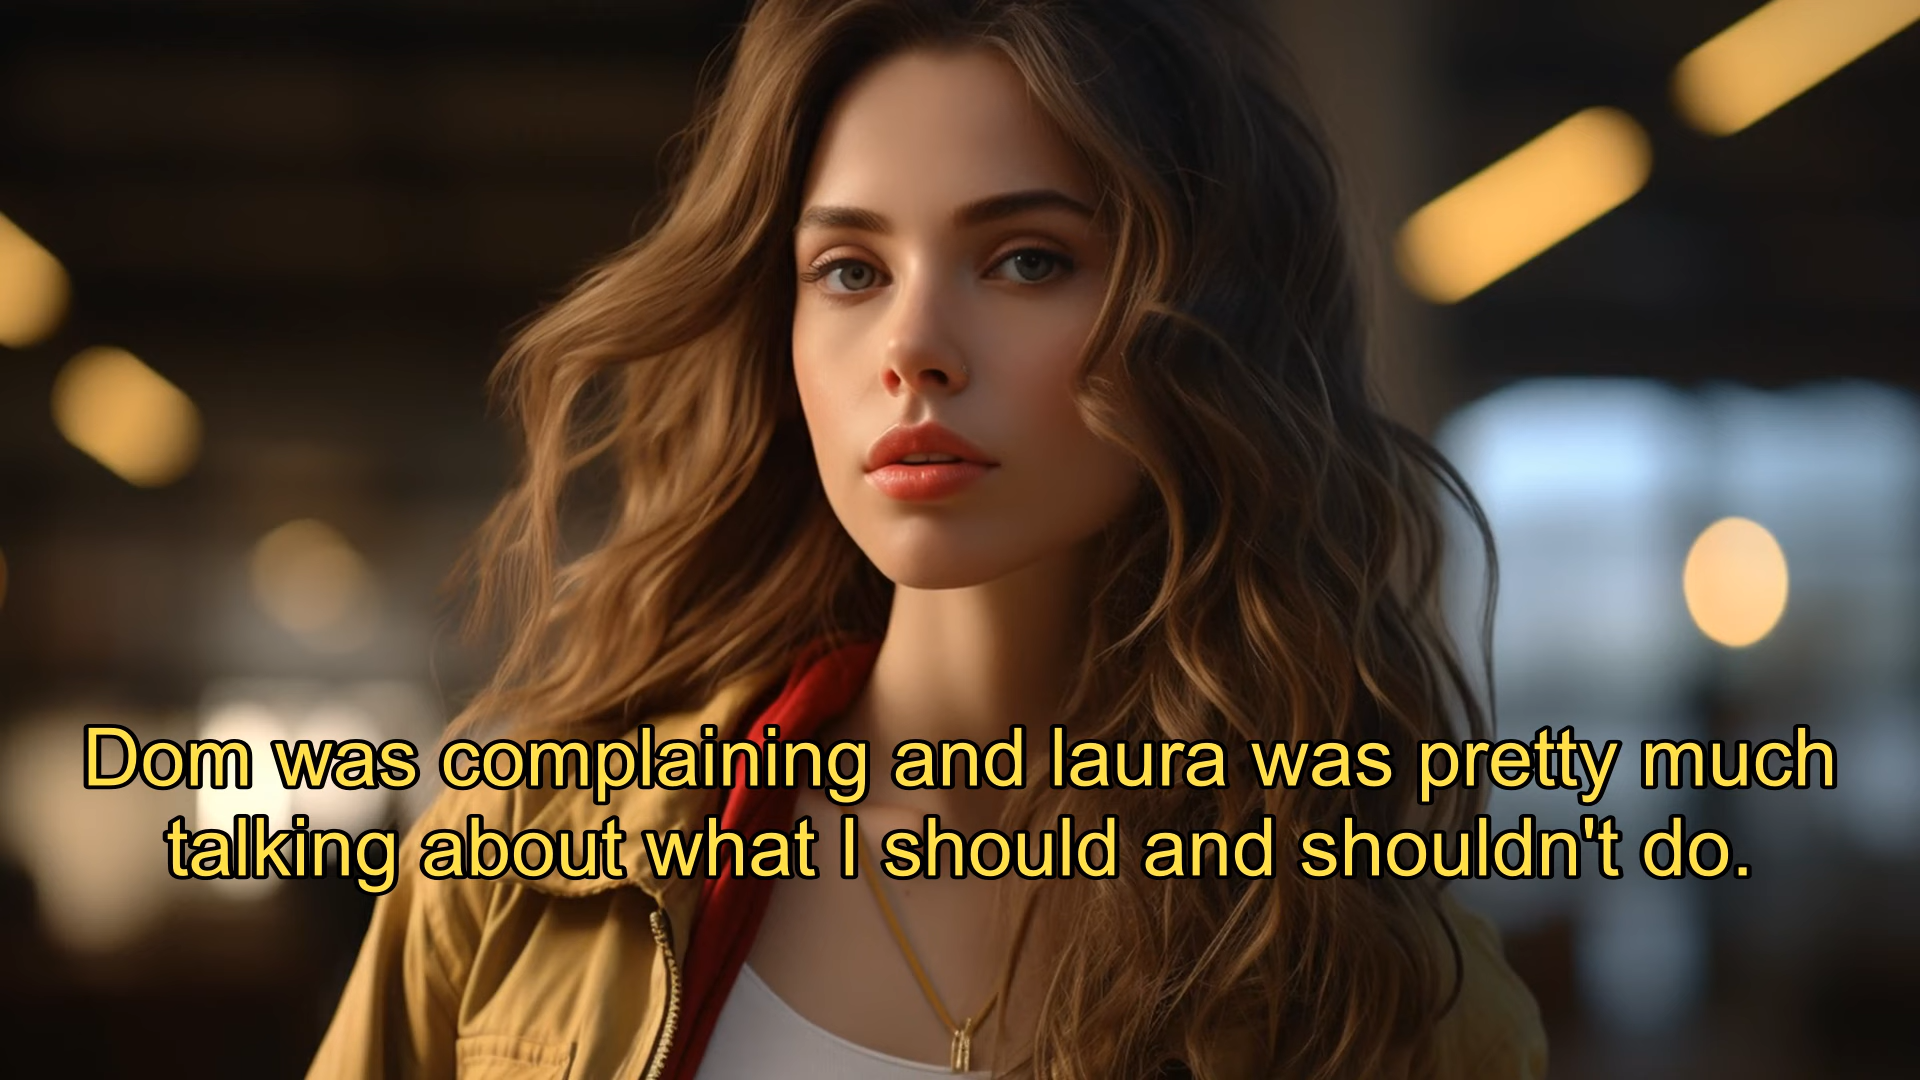 Dom was complaining and laura was pretty much
talking about what I should and shouldn't do.